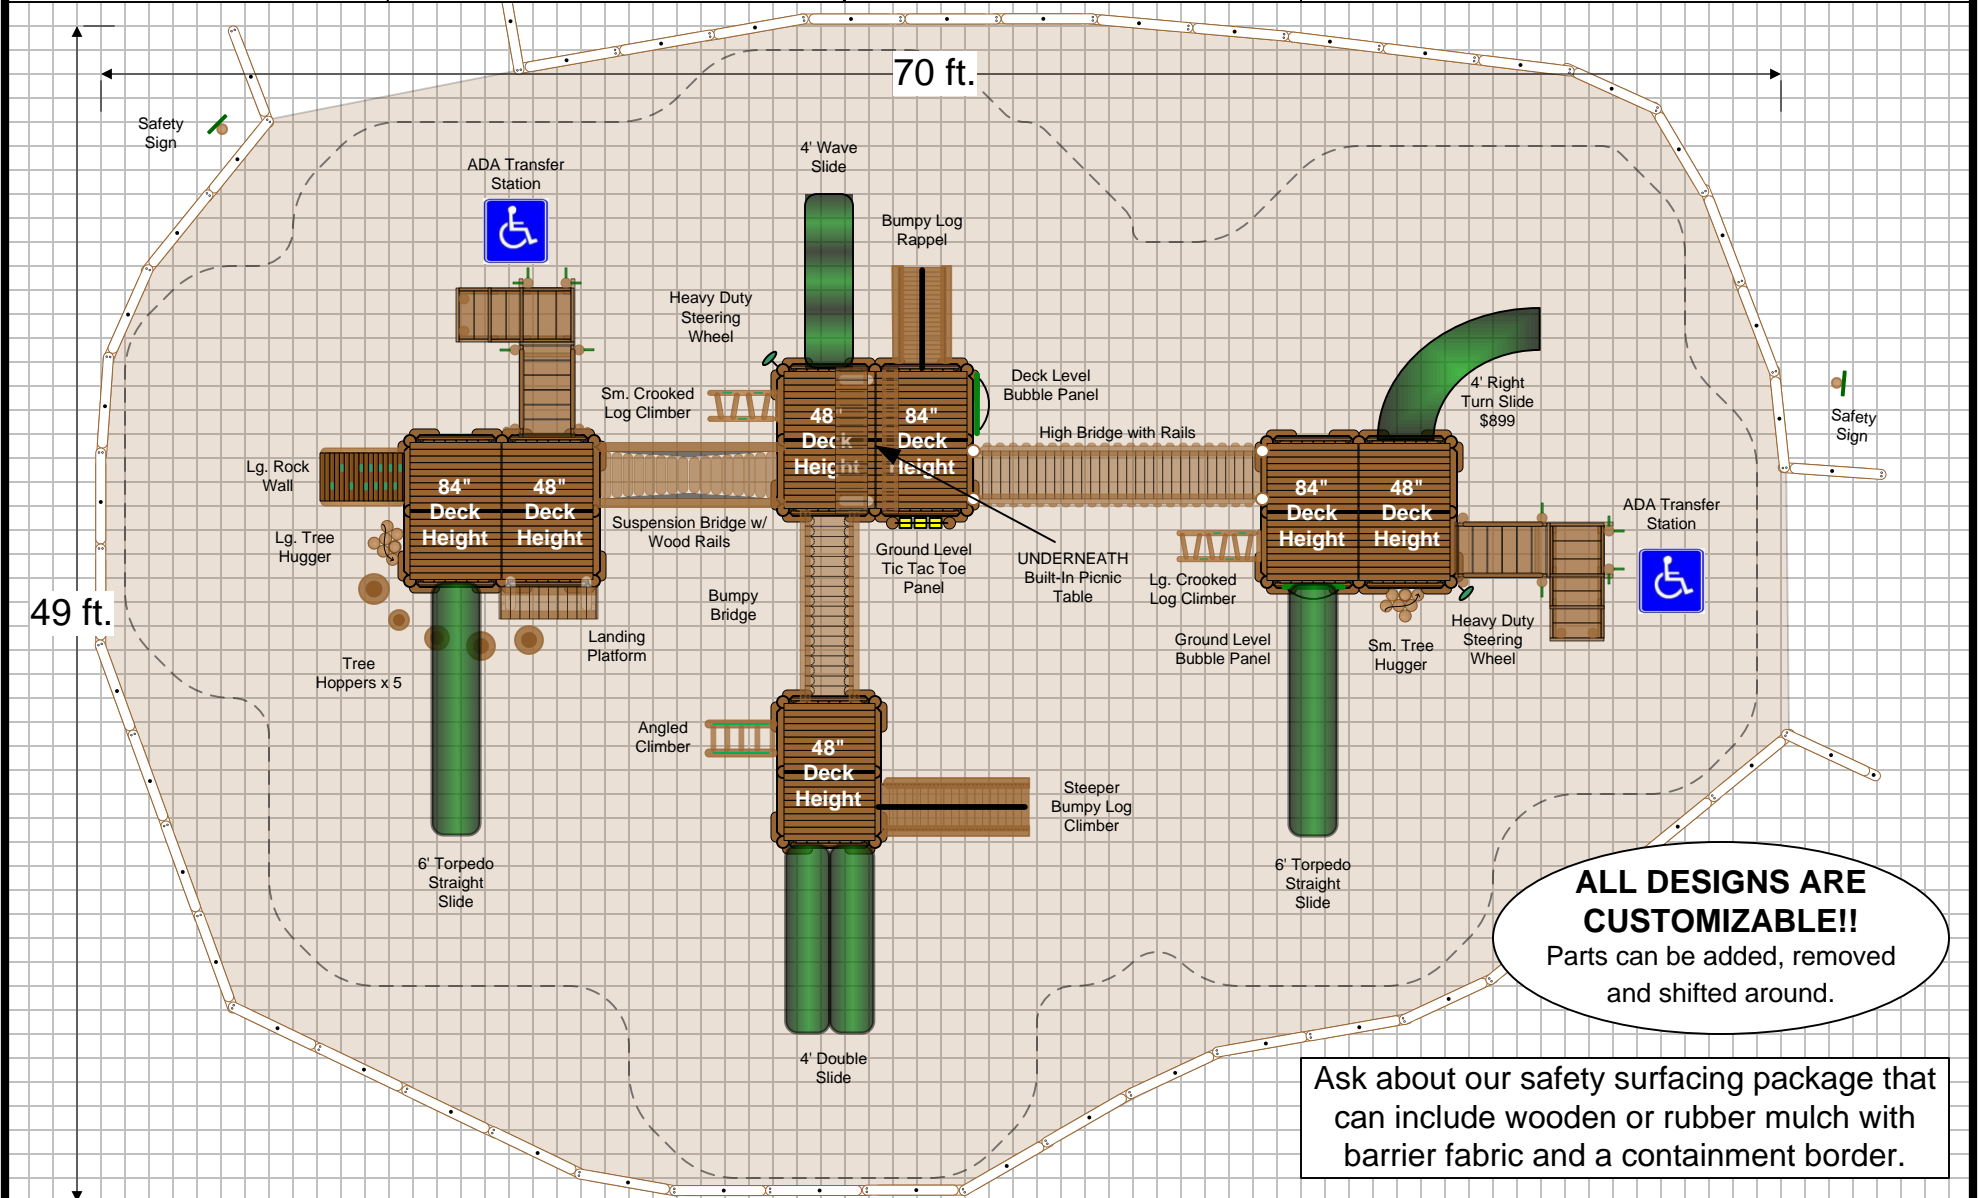 70 ft.
49 ft.
Safety
Sign
ADA Transfer
Station
4' Wave
Slide
Bumpy Log
Rappel
Heavy Duty
Steering
Wheel
Sm. Crooked
Log Climber
Deck Level
Bubble Panel
High Bridge with Rails
4' Right
Turn Slide
$899
Safety
Sign
Lg. Rock
Wall
Lg. Tree
Hugger
84"
Deck
Height
48"
Deck
Height
Suspension Bridge w/
Wood Rails
48"
Deck
Height
84"
Deck
Height
Ground Level
Tic Tac Toe
Panel
UNDERNEATH
Built-In Picnic
Table
84"
Deck
Height
48"
Deck
Height
ADA Transfer
Station
Lg. Crooked
Log Climber
Bumpy
Bridge
Landing
Platform
Tree
Hoppers x 5
Ground Level
Bubble Panel
Sm. Tree
Hugger
Heavy Duty
Steering
Wheel
Angled
Climber
48"
Deck
Height
Steeper
Bumpy Log
Climber
6' Torpedo
Straight
Slide
6' Torpedo
Straight
Slide
4' Double
Slide
ALL DESIGNS ARE
CUSTOMIZABLE!!
Parts can be added, removed
and shifted around.
Ask about our safety surfacing package that
can include wooden or rubber mulch with
barrier fabric and a containment border.